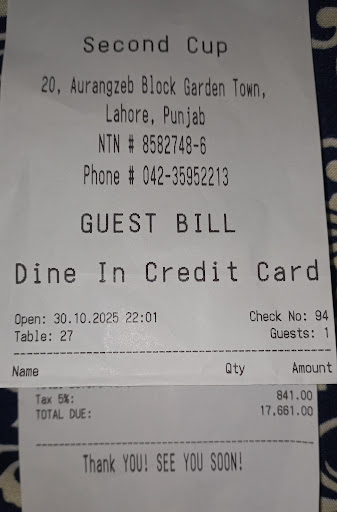 Second Cup
20, Aurangzeb Block Garden Town,
Lahore, Punjab
NTN # 8582748-6
Phone # 042-35952213
GUEST BILL
Dine In Credit Card
Open: 30.10.2025 22:01 Check No: 94
Table: 27 Guests: 1
Name Qty Amount
Tax 5%: 841.00
TOTAL DUE: 17,661.00
Thank YOU! SEE YOU SOON!